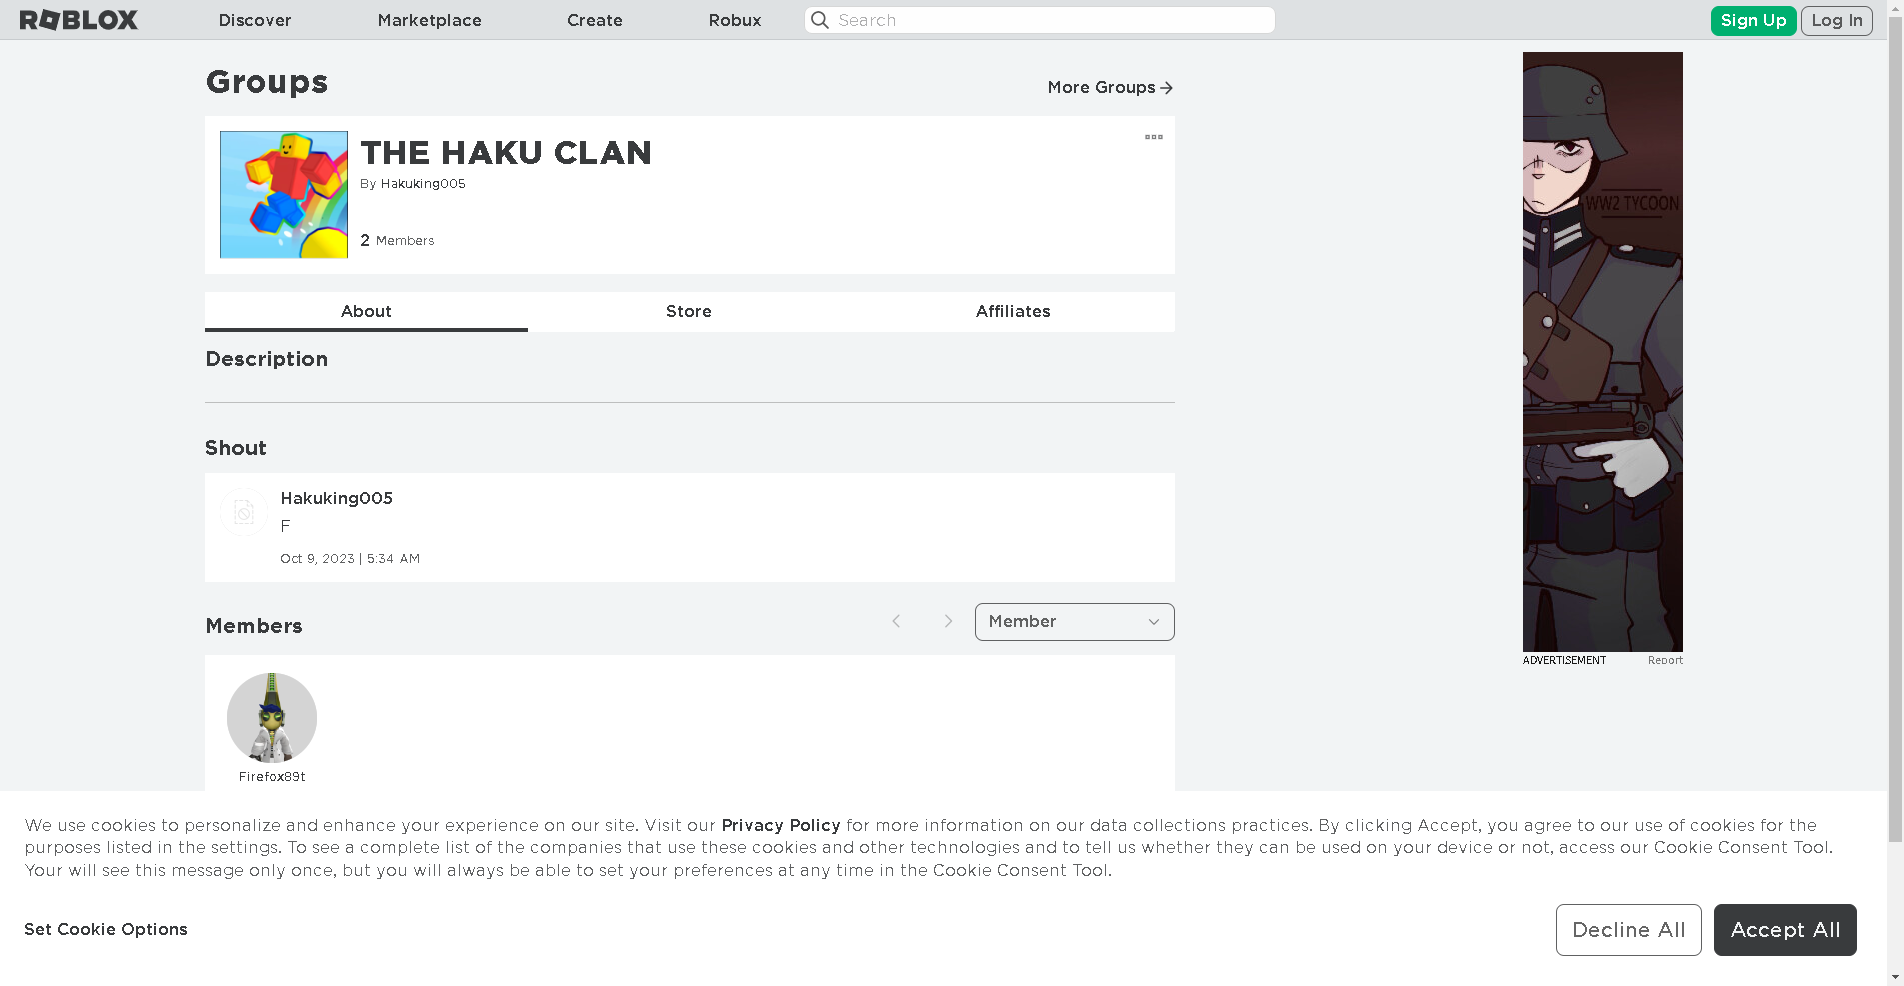 ROBLOX
Discover
Marketplace
Create
Robux
Search
Sign Up
Log In
Groups
More Groups
THE HAKU CLAN
By Hakuking005
2 Members
About
Store
Affiliates
Description
Shout
Hakuking005
F
Oct 9, 2023 | 5:34 AM
Members
Member
Firefox89t
WW2 TYCOON
ADVERTISEMENT
Report
We use cookies to personalize and enhance your experience on our site. Visit our Privacy Policy for more information on our data collections practices. By clicking Accept, you agree to our use of cookies for the
purposes listed in the settings. To see a complete list of the companies that use these cookies and other technologies and to tell us whether they can be used on your device or not, access our Cookie Consent Tool.
Your will see this message only once, but you will always be able to set your preferences at any time in the Cookie Consent Tool.
Set Cookie Options
Decline All
Accept All